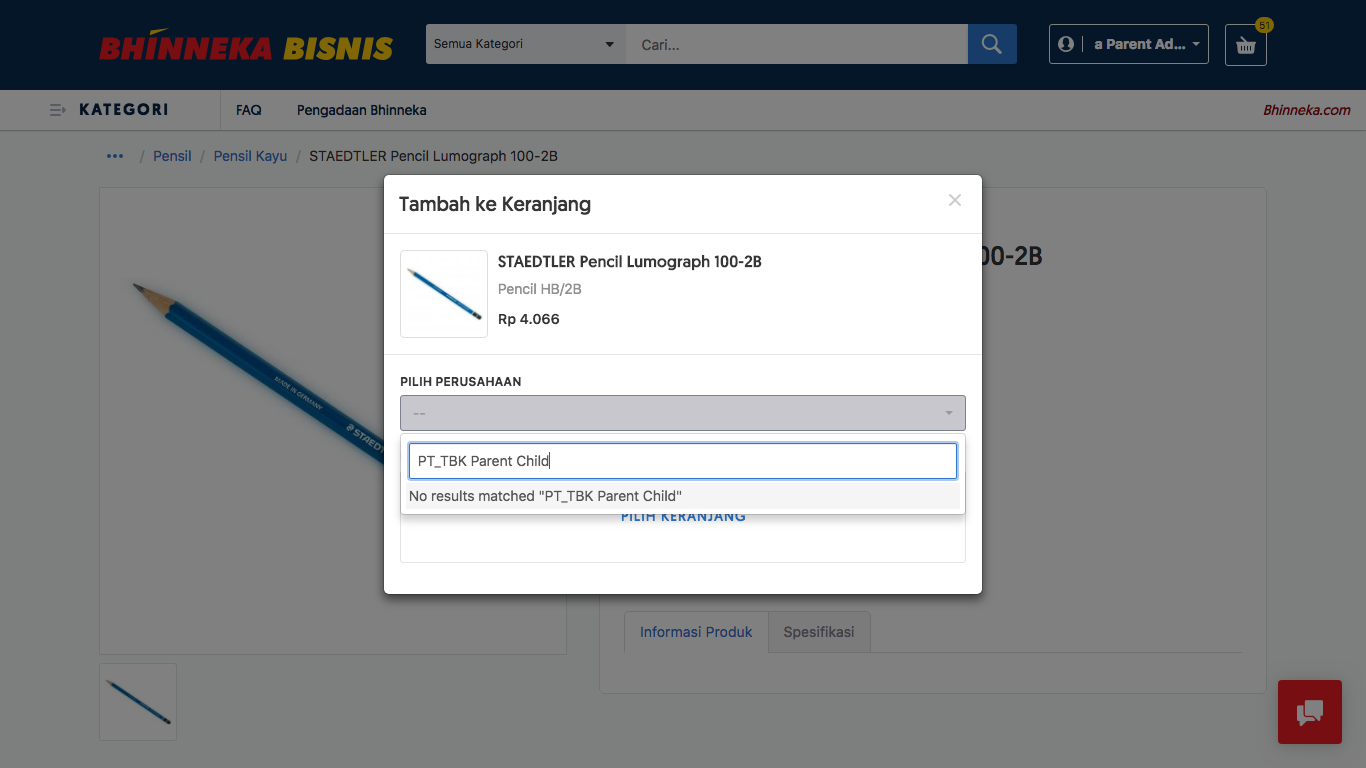 BHINNEKA BISNIS
Semua Kategori
Cari...
a Parent Ad...
51
KATEGORI
FAQ
Pengadaan Bhinneka
Bhinneka.com
... / Pensil / Pensil Kayu / STAEDTLER Pencil Lumograph 100-2B
Tambah ke Keranjang
00-2B
STAEDTLER Pencil Lumograph 100-2B
Pencil HB/2B
Rp 4.066
MADE IN GERMANY
STAEDT
PILIH PERUSAHAAN
--
PT_TBK Parent Child
No results matched "PT_TBK Parent Child"
PILIH KERANJANG
Informasi Produk
Spesifikasi